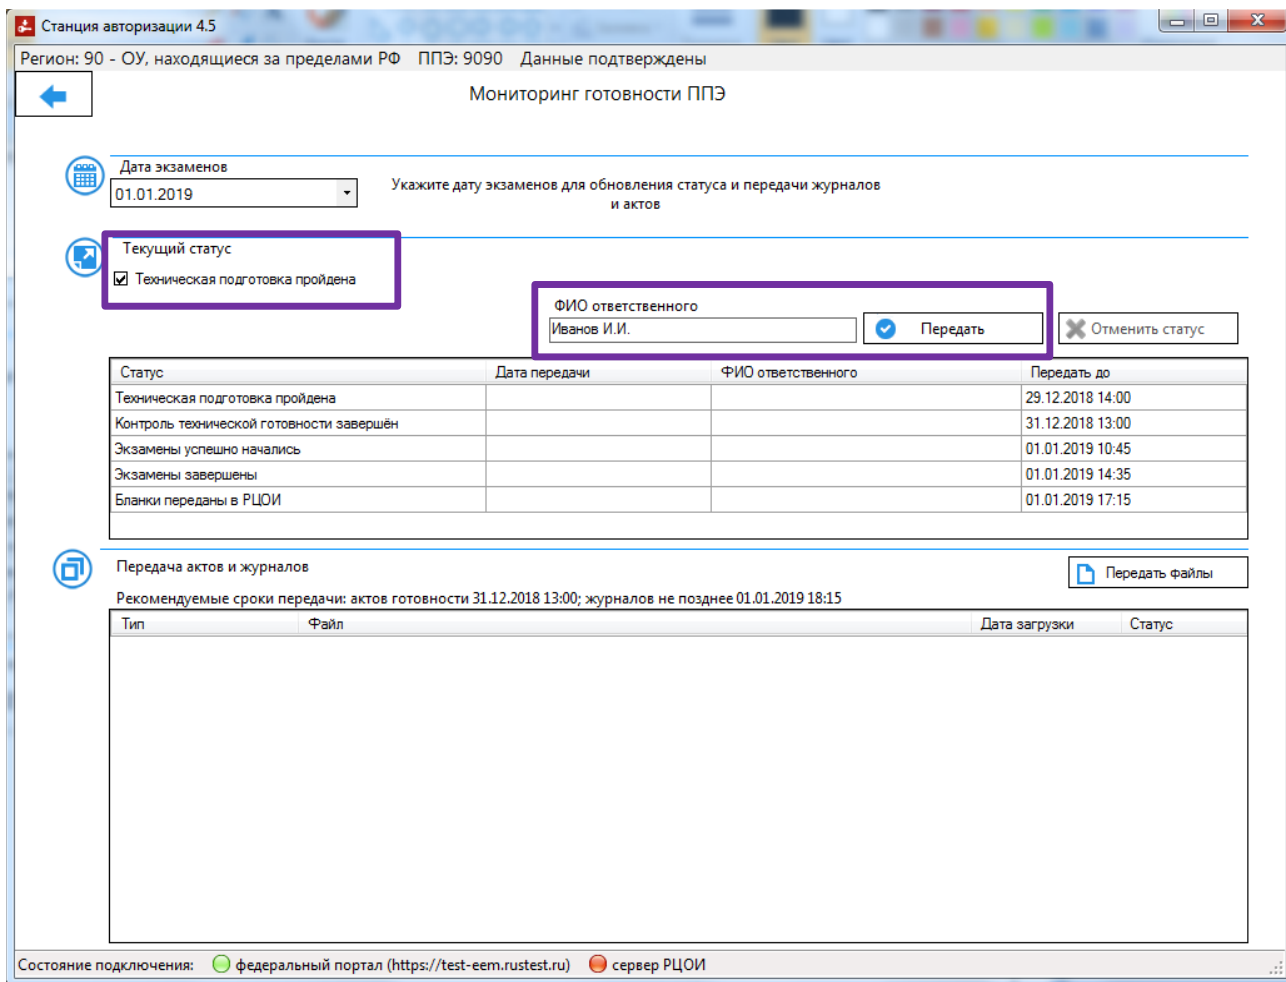 Станция авторизации 4.5
Регион: 90 - ОУ, находящиеся за пределами РФ ППЭ: 9090 Данные подтверждены
Мониторинг готовности ППЭ
Дата экзаменов
01.01.2019
Укажите дату экзаменов для обновления статуса и передачи журналов
и актов
Текущий статус
Техническая подготовка пройдена
ФИО ответственного
Иванов И.И.
Передать
Отменить статус
Статус Дата передачи ФИО ответственного Передать до
Техническая подготовка пройдена 29.12.2018 14:00
Контроль технической готовности завершён 31.12.2018 13:00
Экзамены успешно начались 01.01.2019 10:45
Экзамены завершены 01.01.2019 14:35
Бланки переданы в РЦОИ 01.01.2019 17:15
Передача актов и журналов
Передать файлы
Рекомендуемые сроки передачи: актов готовности 31.12.2018 13:00; журналов не позднее 01.01.2019 18:15
Тип Файл Дата загрузки Статус
Состояние подключения: федеральный портал (https://test-eem.rustest.ru) сервер РЦОИ